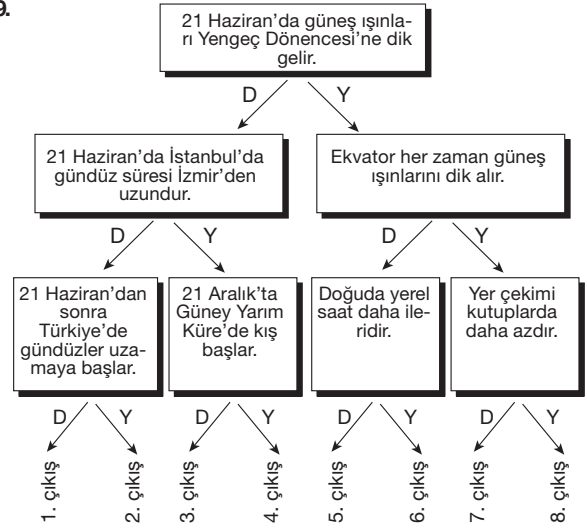 9.
21 Haziran’da güneş ışınla-
rı Yengeç Dönencesi’ne dik
gelir.
D
Y
21 Haziran’da İstanbul’da
gündüz süresi İzmir’den
uzundur.
Ekvator her zaman güneş
ışınlarını dik alır.
D
Y
D
Y
21 Haziran’dan
sonra
Türkiye’de
gündüzler uza-
maya başlar.
21 Aralık’ta
Güney Yarım
Küre’de kış
başlar.
Doğuda yerel
saat daha ile-
ridir.
Yer çekimi
kutuplarda
daha azdır.
D
Y
D
Y
D
Y
D
Y
1. çıkış
2. çıkış
3. çıkış
4. çıkış
5. çıkış
6. çıkış
7. çıkış
8. çıkış